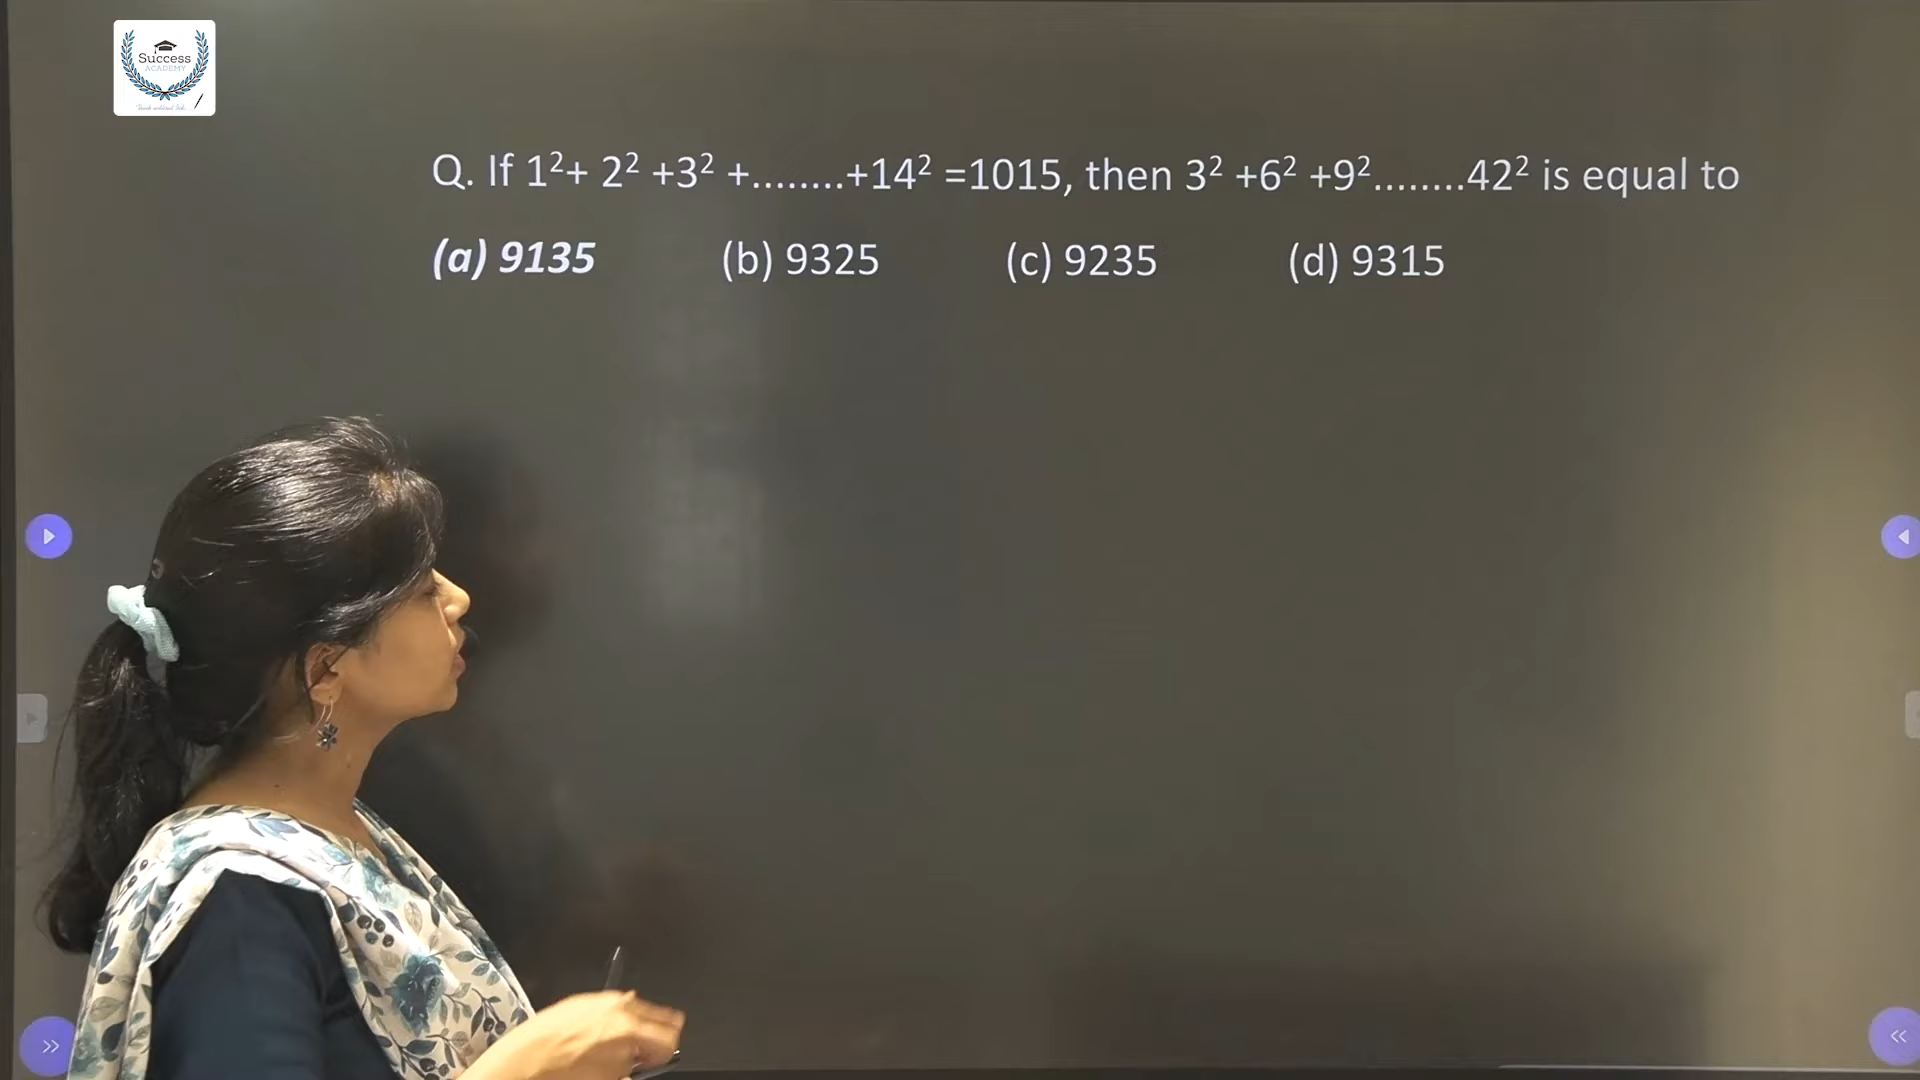 Success
ACADEMY
Q. If 1²+ 2² +3² +........+14² =1015, then 3² +6² +9²........42² is equal to
(a) 9135 (b) 9325 (c) 9235 (d) 9315